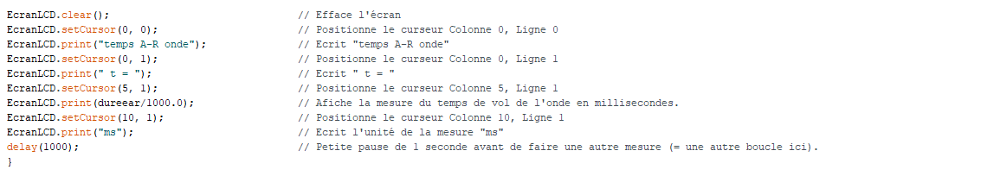 EcranLCD.clear(); // Efface l'écran
EcranLCD.setCursor(0, 0); // Positionne le curseur Colonne 0, Ligne 0
EcranLCD.print("temps A-R onde"); // Ecrit "temps A-R onde"
EcranLCD.setCursor(0, 1); // Positionne le curseur Colonne 0, Ligne 1
EcranLCD.print(" t = "); // Ecrit " t = "
EcranLCD.setCursor(5, 1); // Positionne le curseur Colonne 5, Ligne 1
EcranLCD.print(dureear/1000.0); // Afiche la mesure du temps de vol de l'onde en millisecondes.
EcranLCD.setCursor(10, 1); // Positionne le curseur Colonne 10, Ligne 1
EcranLCD.print("ms"); // Ecrit l'unité de la mesure "ms"
delay(1000); // Petite pause de 1 seconde avant de faire une autre mesure (= une autre boucle ici).
}